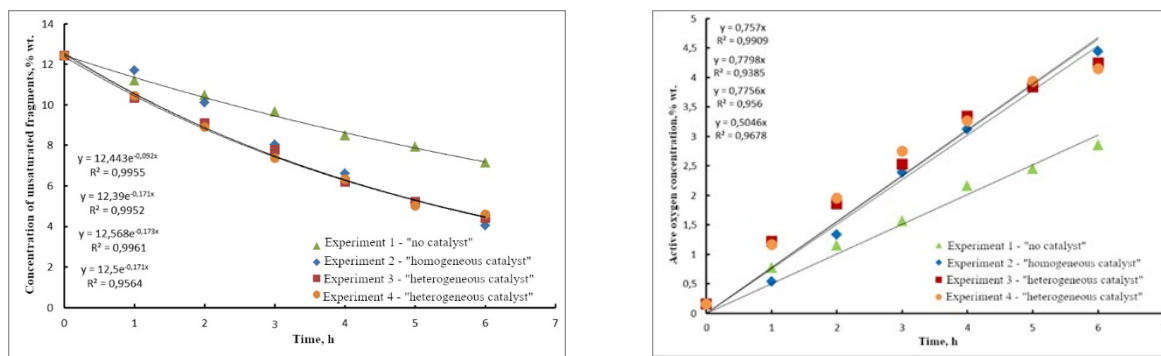 Concentration of unsaturated fragments,% wt.
14
12
10
8
6
4
2
0
y = 12,443e-0,092x
R² = 0,9955
y = 12,39e-0,171x
R² = 0,9952
y = 12,568e-0,173x
R² = 0,9961
y = 12,5e-0,171x
R² = 0,9564
Experiment 1 - "no catalyst"
Experiment 2 - "homogeneous catalyst"
Experiment 3 - "heterogeneous catalyst"
Experiment 4 - "heterogeneous catalyst"
0 1 2 3 4 5 6 7
Time, h
Active oxygen concentration,% wt.
5
4,5
4
3,5
3
2,5
2
1,5
1
0,5
0
y = 0,757x
R² = 0,9909
y = 0,7798x
R² = 0,9385
y = 0,7756x
R² = 0,956
y = 0,5046x
R² = 0,9678
Experiment 1 - "no catalyst"
Experiment 2 - "homogeneous catalyst"
Experiment 3 - "heterogeneous catalyst"
Experiment 4 - "heterogeneous catalyst"
0 1 2 3 4 5 6
Time, h